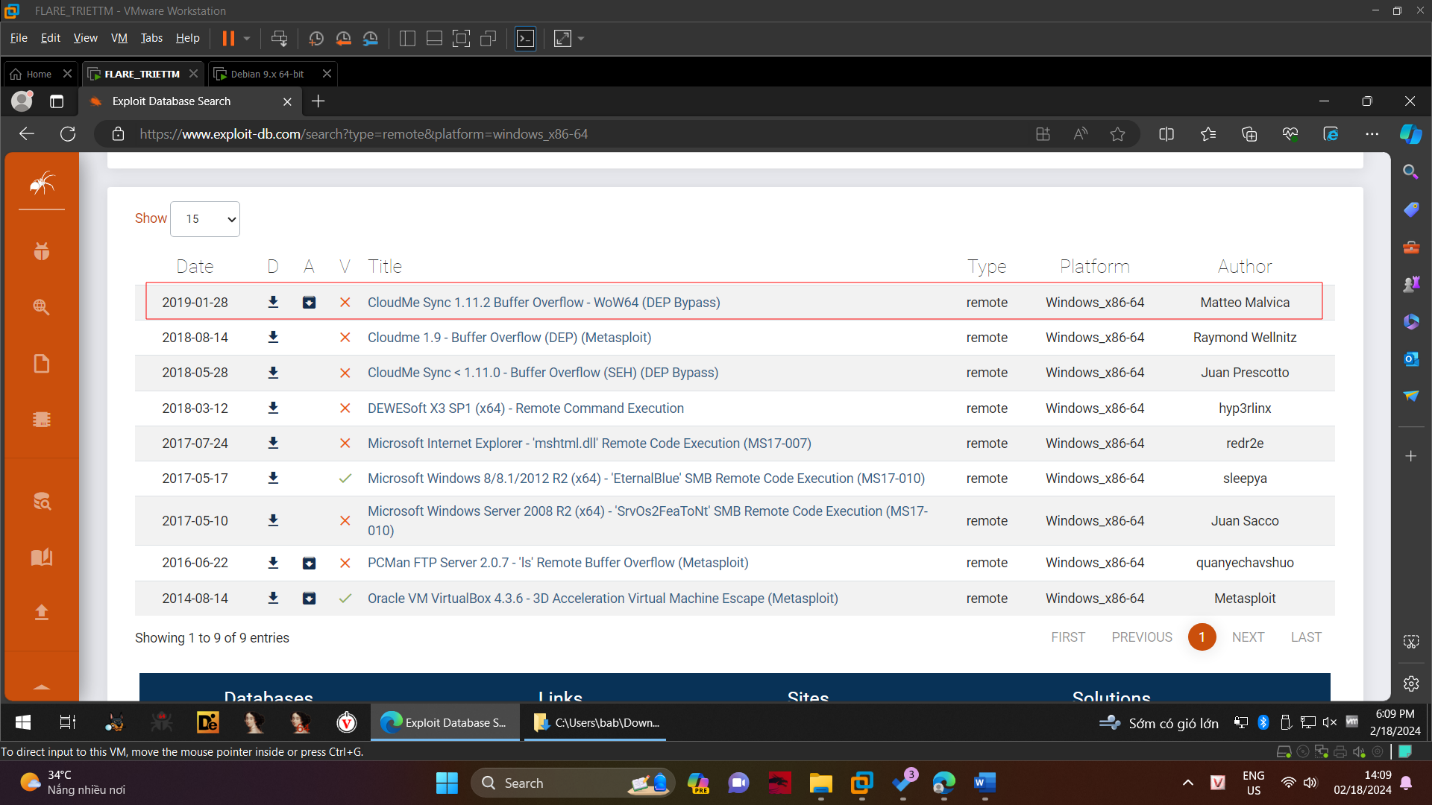 FLARE_TRIETTM - VMware Workstation
File Edit View VM Tabs Help
Home FLARE_TRIETTM Debian 9.x 64-bit
Exploit Database Search
https://www.exploit-db.com/search?type=remote&platform=windows_x86-64
Show 15
Date D A V Title Type Platform Author
2019-01-28 CloudMe Sync 1.11.2 Buffer Overflow - WoW64 (DEP Bypass) remote Windows_x86-64 Matteo Malvica
2018-08-14 Cloudme 1.9 - Buffer Overflow (DEP) (Metasploit) remote Windows_x86-64 Raymond Wellnitz
2018-05-28 CloudMe Sync < 1.11.0 - Buffer Overflow (SEH) (DEP Bypass) remote Windows_x86-64 Juan Prescotto
2018-03-12 DEWESoft X3 SP1 (x64) - Remote Command Execution remote Windows_x86-64 hyp3rlinx
2017-07-24 Microsoft Internet Explorer - 'mshtml.dll' Remote Code Execution (MS17-007) remote Windows_x86-64 redr2e
2017-05-17 Microsoft Windows 8/8.1/2012 R2 (x64) - 'EternalBlue' SMB Remote Code Execution (MS17-010) remote Windows_x86-64 sleepya
2017-05-10 Microsoft Windows Server 2008 R2 (x64) - 'SrvOs2FeaToNt' SMB Remote Code Execution (MS17-
010) remote Windows_x86-64 Juan Sacco
2016-06-22 PCMan FTP Server 2.0.7 - 'ls' Remote Buffer Overflow (Metasploit) remote Windows_x86-64 quanyechavshuo
2014-08-14 Oracle VM VirtualBox 4.3.6 - 3D Acceleration Virtual Machine Escape (Metasploit) remote Windows_x86-64 Metasploit
Showing 1 to 9 of 9 entries FIRST PREVIOUS 1 NEXT LAST
Databases Links Sites Solutions
De Exploit Database S... C:\Users\bab\Down... Sớm có gió lớn 6:09 PM
2/18/2024
To direct input to this VM, move the mouse pointer inside or press Ctrl+G.
34°C
Nắng nhiều nơi
Search
PRE
3
ENG
US
14:09
02/18/2024